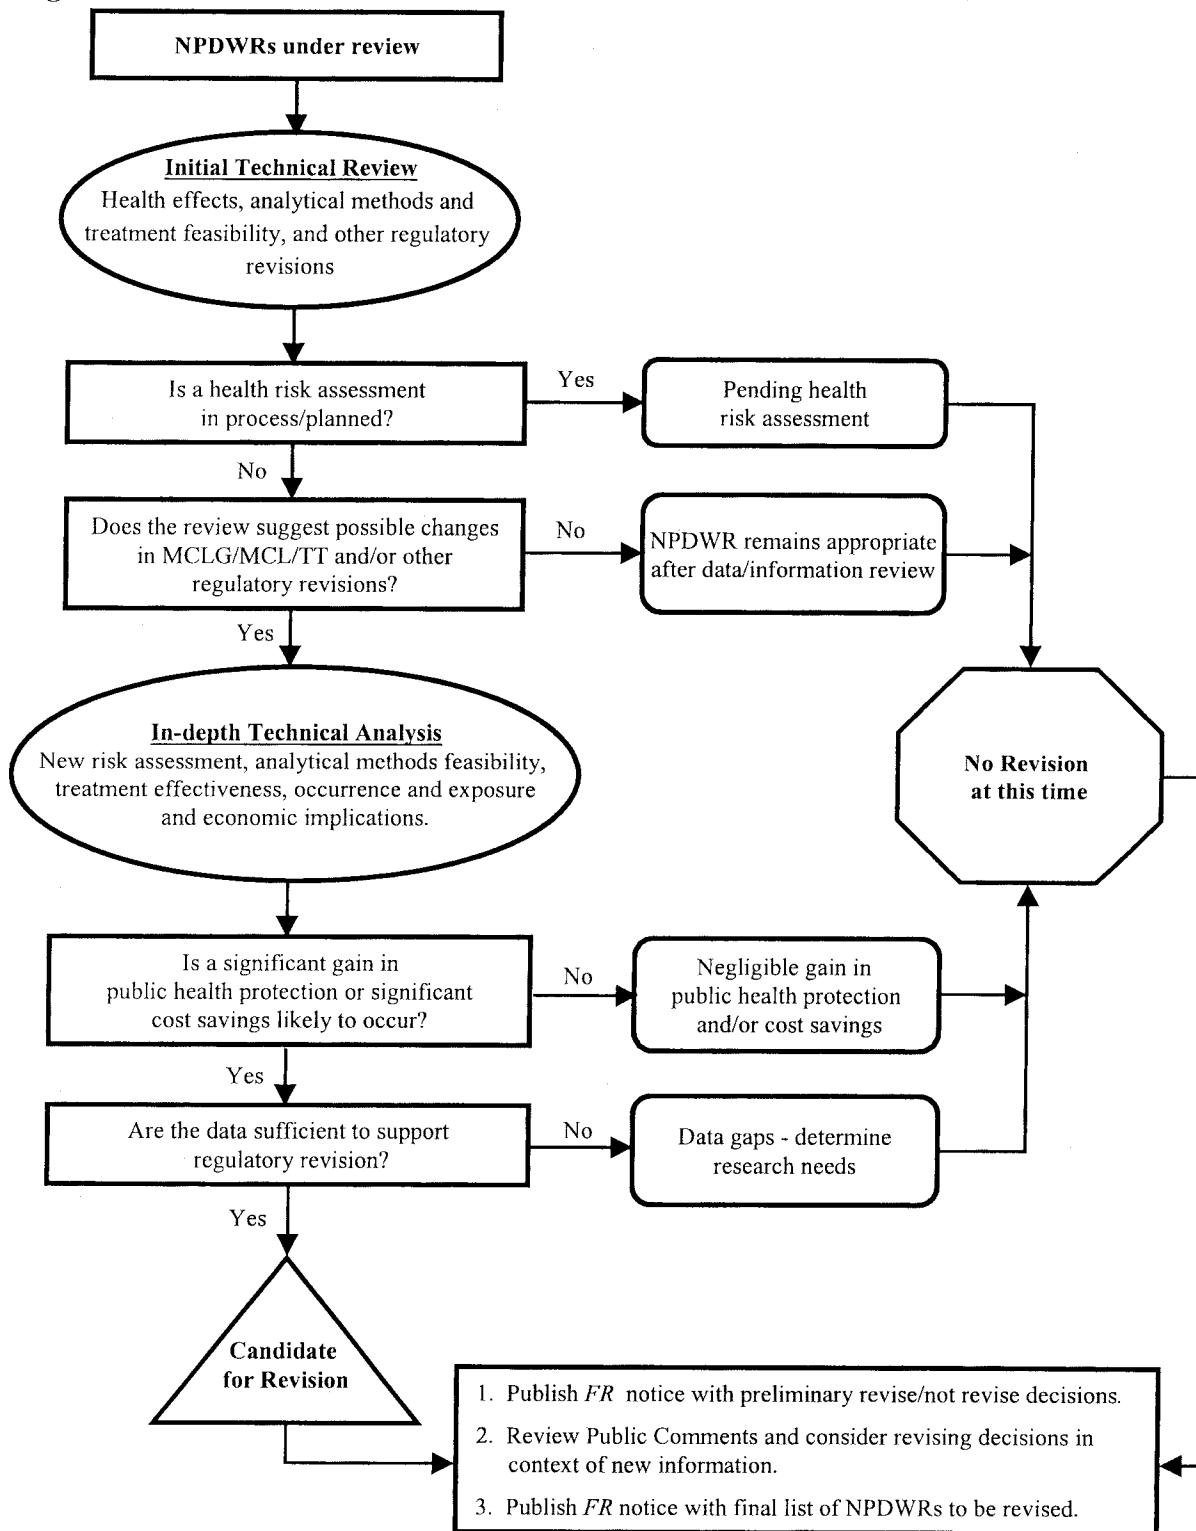 NPDWRs under review
Initial Technical Review
Health effects, analytical methods and
treatment feasibility, and other regulatory
revisions
Is a health risk assessment
in process/planned?
Yes
Pending health
risk assessment
No
Does the review suggest possible changes
in MCLG/MCL/TT and/or other
regulatory revisions?
No
NPDWR remains appropriate
after data/information review
Yes
In-depth Technical Analysis
New risk assessment, analytical methods feasibility,
treatment effectiveness, occurrence and exposure
and economic implications.
No Revision
at this time
Is a significant gain in
public health protection or significant
cost savings likely to occur?
No
Negligible gain in
public health protection
and/or cost savings
Yes
Are the data sufficient to support
regulatory revision?
No
Data gaps - determine
research needs
Yes
Candidate
for Revision
1. Publish FR notice with preliminary revise/not revise decisions.
2. Review Public Comments and consider revising decisions in
context of new information.
3. Publish FR notice with final list of NPDWRs to be revised.